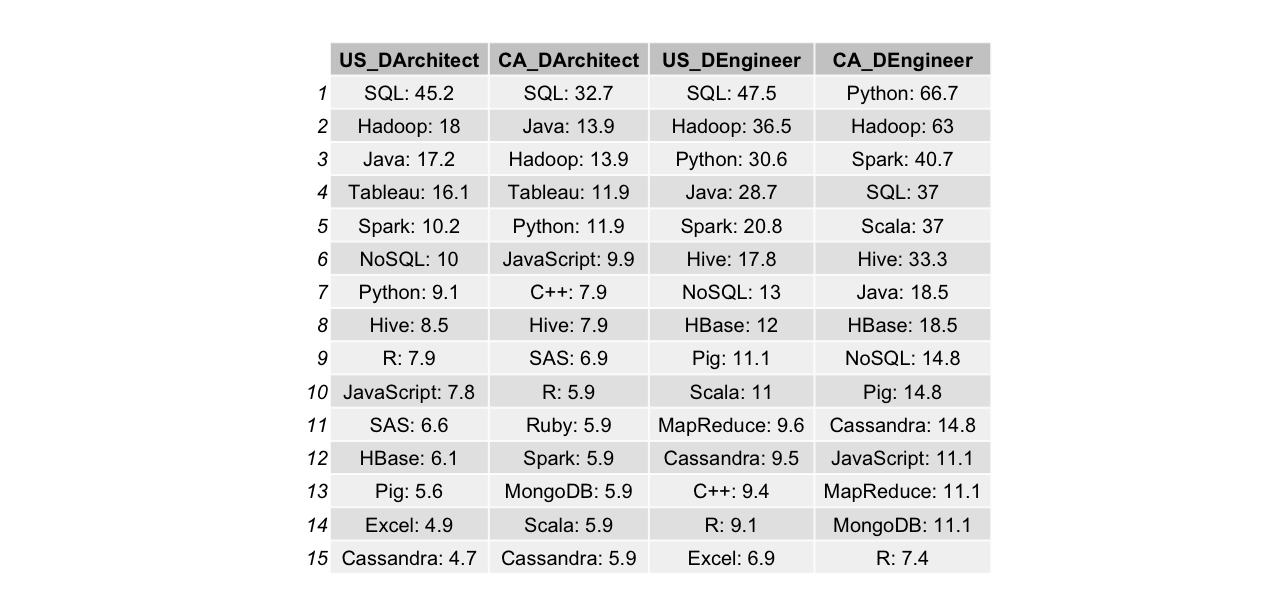 US_DArchitect CA_DArchitect US_DEngineer CA_DEngineer
1 SQL: 45.2 SQL: 32.7 SQL: 47.5 Python: 66.7
2 Hadoop: 18 Java: 13.9 Hadoop: 36.5 Hadoop: 63
3 Java: 17.2 Hadoop: 13.9 Python: 30.6 Spark: 40.7
4 Tableau: 16.1 Tableau: 11.9 Java: 28.7 SQL: 37
5 Spark: 10.2 Python: 11.9 Spark: 20.8 Scala: 37
6 NoSQL: 10 JavaScript: 9.9 Hive: 17.8 Hive: 33.3
7 Python: 9.1 C++: 7.9 NoSQL: 13 Java: 18.5
8 Hive: 8.5 Hive: 7.9 HBase: 12 HBase: 18.5
9 R: 7.9 SAS: 6.9 Pig: 11.1 NoSQL: 14.8
10 JavaScript: 7.8 R: 5.9 Scala: 11 Pig: 14.8
11 SAS: 6.6 Ruby: 5.9 MapReduce: 9.6 Cassandra: 14.8
12 HBase: 6.1 Spark: 5.9 Cassandra: 9.5 JavaScript: 11.1
13 Pig: 5.6 MongoDB: 5.9 C++: 9.4 MapReduce: 11.1
14 Excel: 4.9 Scala: 5.9 R: 9.1 MongoDB: 11.1
15 Cassandra: 4.7 Cassandra: 5.9 Excel: 6.9 R: 7.4